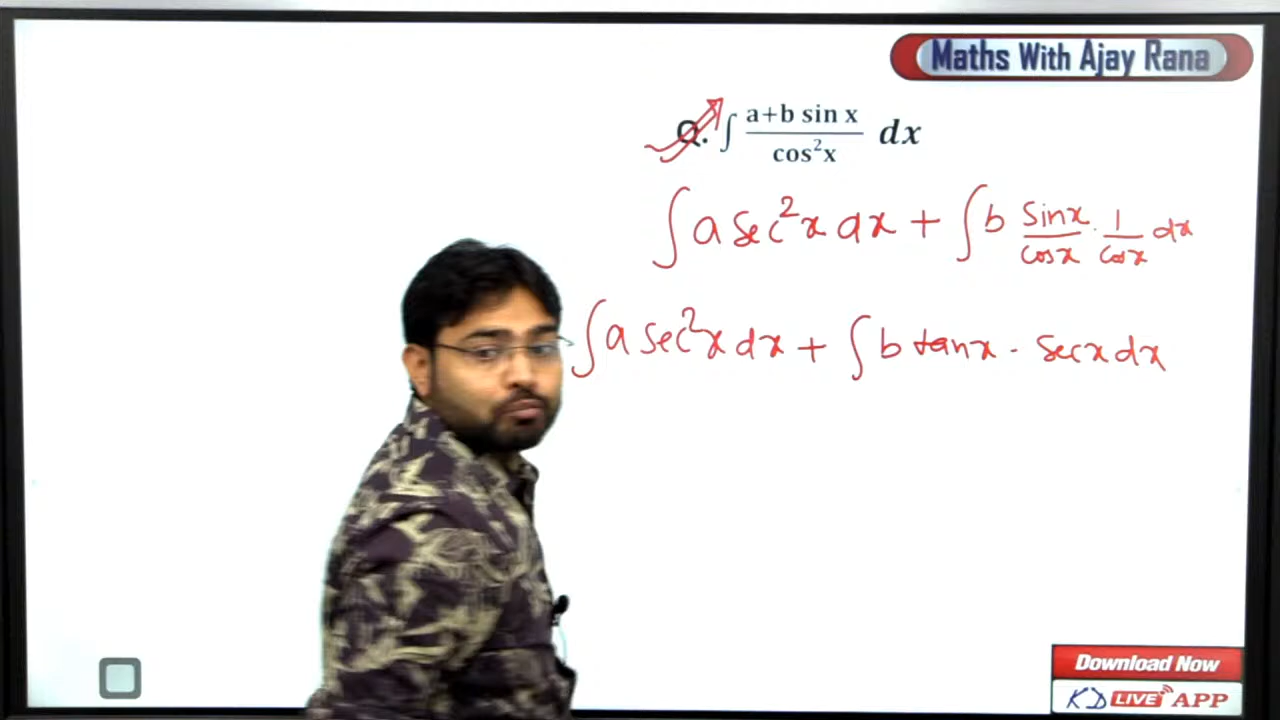 Maths With Ajay Rana
Q. ∫ (a+b sin x)/(cos²x) dx
∫ a sec²x dx + ∫ b (sinx/cosx) · (1/cosx) dx
∫ a sec²x dx + ∫ b tanx · secx dx
Download Now
KD LIVE APP